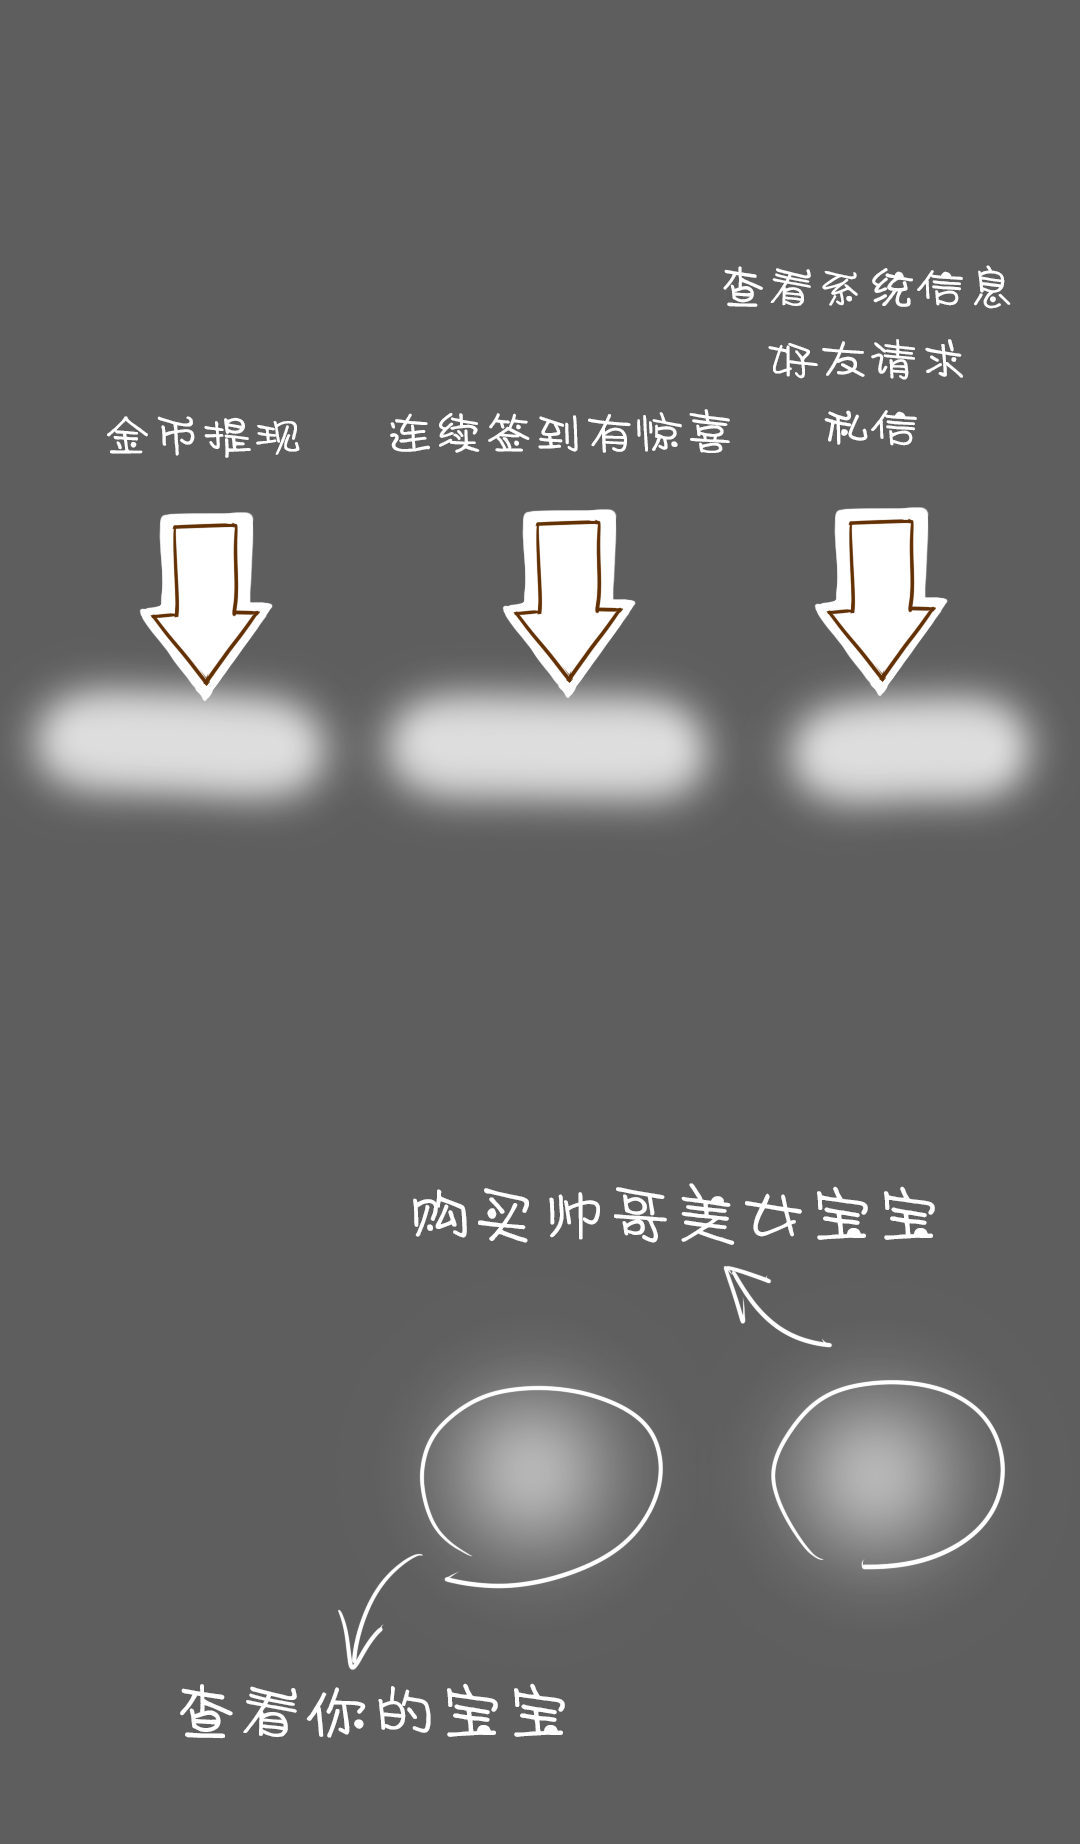 查看系统信息
好友请求
私信
金币提现
连续签到有惊喜
购买帅哥美女宝宝
查看你的宝宝